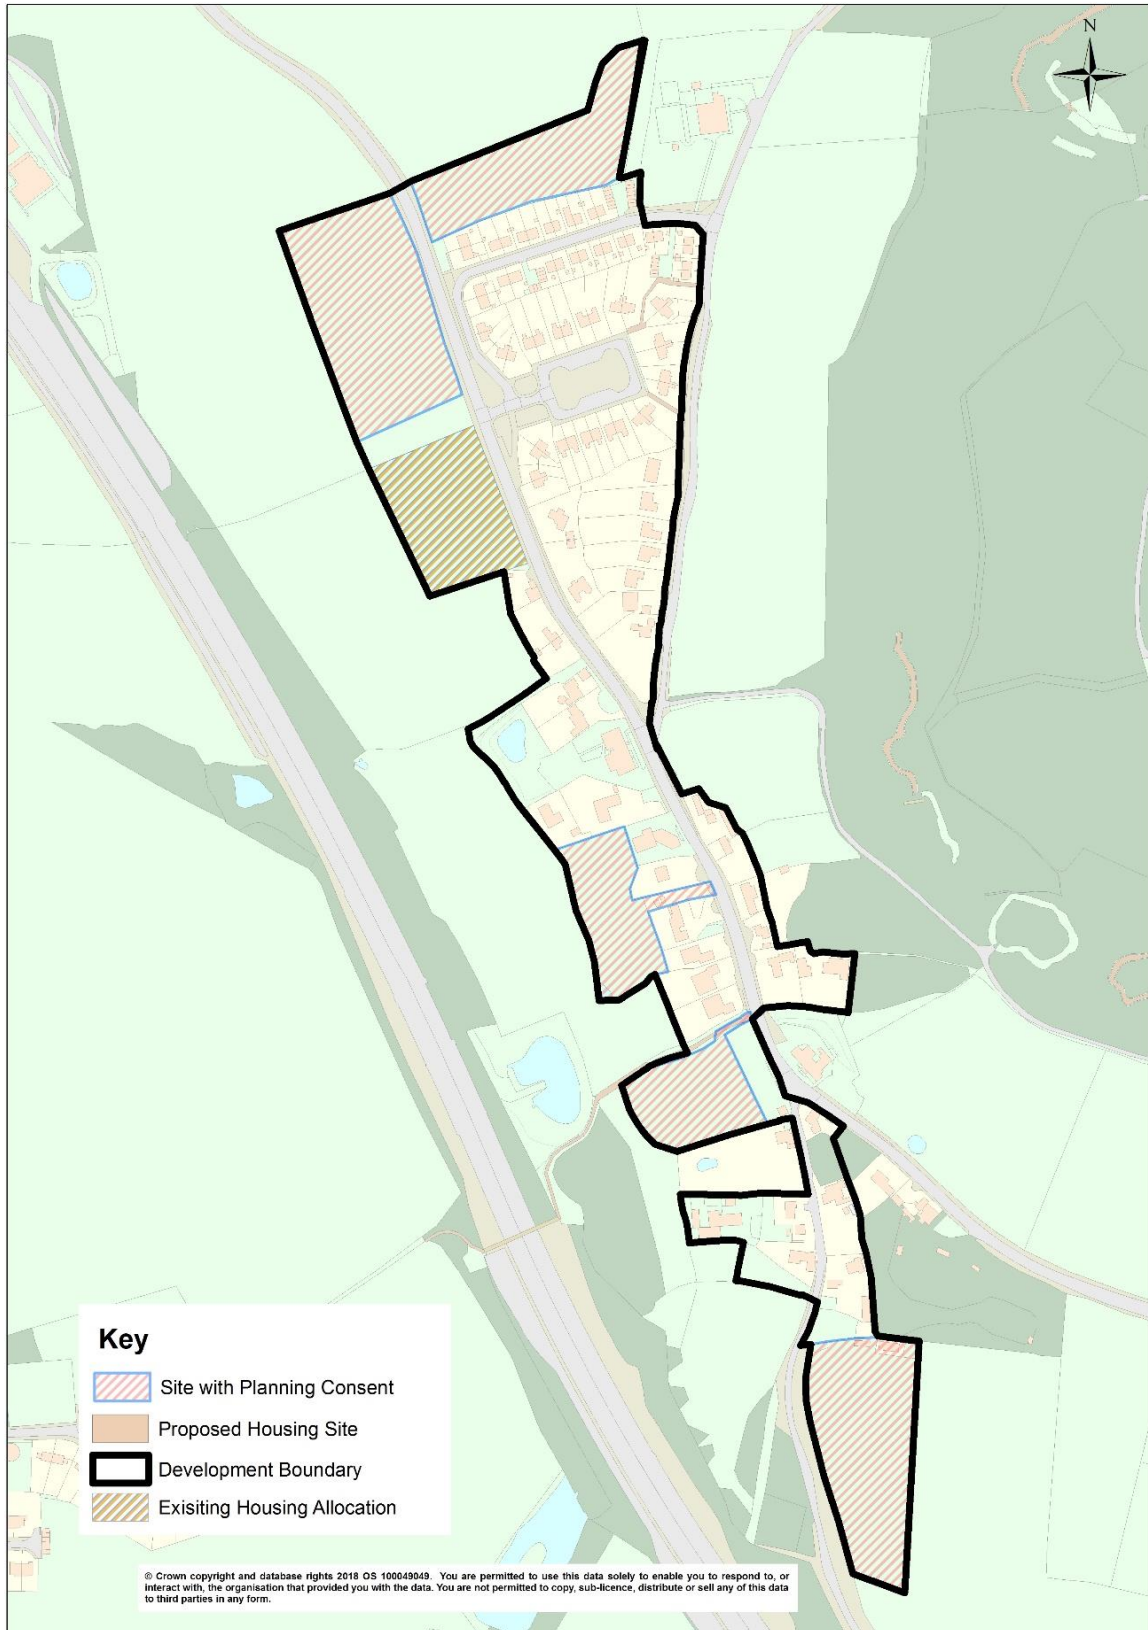 N
Key
Site with Planning Consent
Proposed Housing Site
Development Boundary
Exisiting Housing Allocation
© Crown copyright and database rights 2018 OS 100049049. You are permitted to use this data solely to enable you to respond to, or
interact with, the organisation that provided you with the data. You are not permitted to copy, sub-licence, distribute or sell any of this data
to third parties in any form.